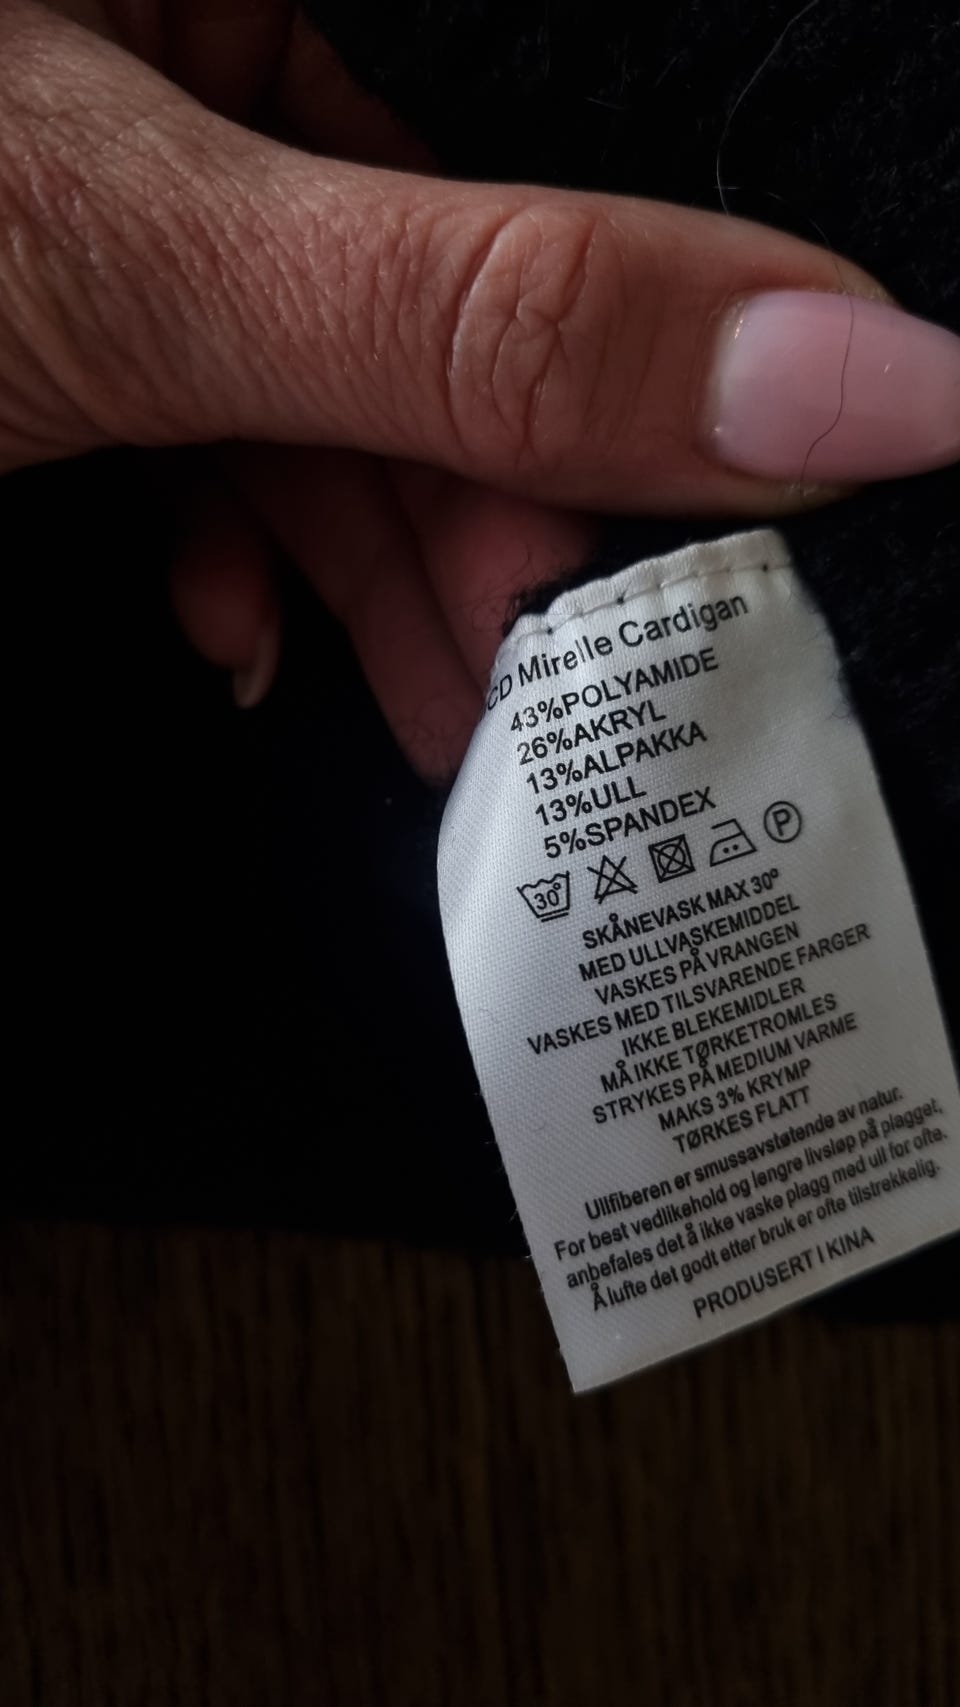 CD Mirelle Cardigan
43%POLYAMIDE
26%AKRYL
13%ALPAKKA
13%ULL
5%SPANDEX
30° P
SKÅNEVASK MAX 30°
MED ULLVASKEMIDDEL
VASKES PÅ VRANGEN
VASKES MED TILSVARENDE FARGER
IKKE BLEKEMIDLER
MÅ IKKE TØRKETROMLES
STRYKES PÅ MEDIUM VARME
MAKS 3% KRYMP
TØRKES FLATT
Ullfiberen er smussavstøtende av natur.
For best vedlikehold og lengre livsløp på plagget,
anbefales det å ikke vaske plagg med ull for ofte.
Å lufte det godt etter bruk er ofte tilstrekkelig.
PRODUSERT I KINA